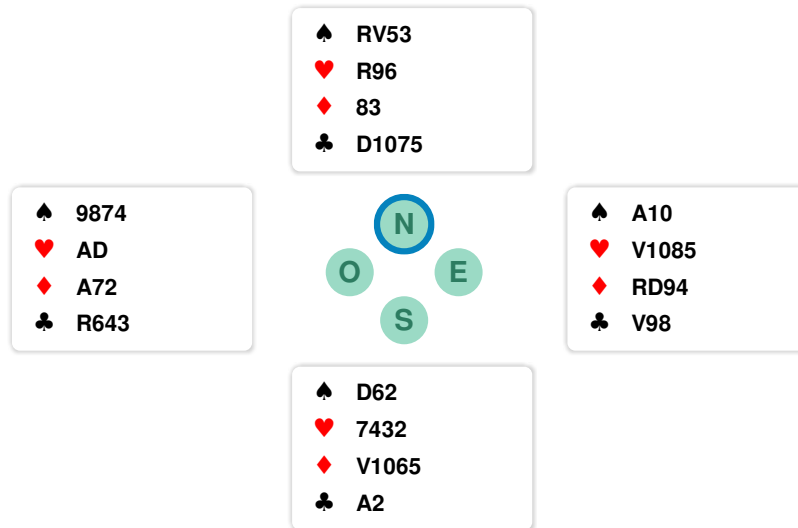 ♠ RV53
♥ R96
♦ 83
♣ D1075
♠ 9874
♥ AD
♦ A72
♣ R643
N
O
E
S
♠ A10
♥ V1085
♦ RD94
♣ V98
♠ D62
♥ 7432
♦ V1065
♣ A2